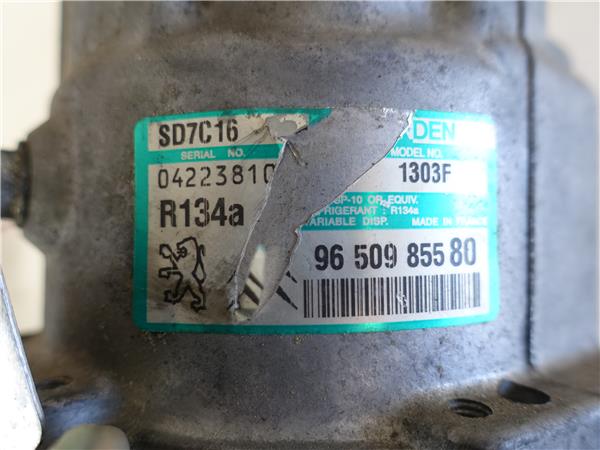 SD7C16 DEN
SERIAL NO. MODEL NO.
04223810 1303F
SP-10 OR EQUIV.
R134a FRIGERANT : R134a
ARIABLE DISP. MADE IN FRANCE
96 509 855 80